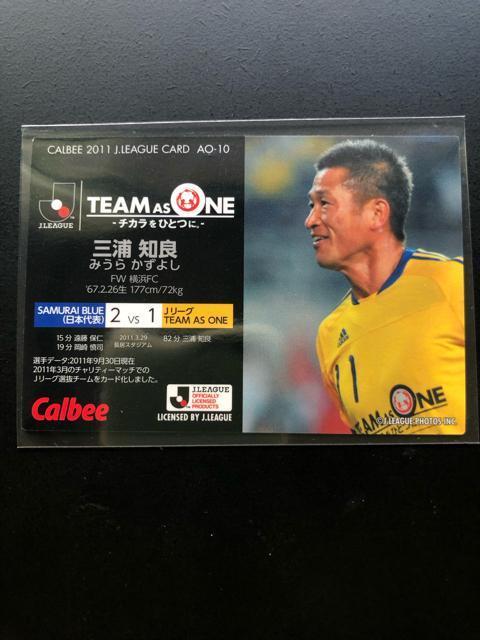 CALBEE 2011 J.LEAGUE CARD AO-10
J.LEAGUE
TEAM AS ONE
-チカラをひとつに。-
三浦 知良
みうら かずよし
FW 横浜FC
'67.2.26生 177cm/72kg
SAMURAI BLUE
(日本代表)
2 VS 1
Jリーグ
TEAM AS ONE
15分 遠藤 保仁
19分 岡崎 慎司
2011.3.29
長居スタジアム
82分 三浦 知良
選手データ:2011年9月30日現在
2011年3月のチャリティーマッチでの
Jリーグ選抜チームをカード化しました。
Calbee
J.LEAGUE
OFFICIALLY
LICENSED
PRODUCTS
LICENSED BY J.LEAGUE
11
TEAM AS ONE
©J.LEAGUE PHOTOS INC.